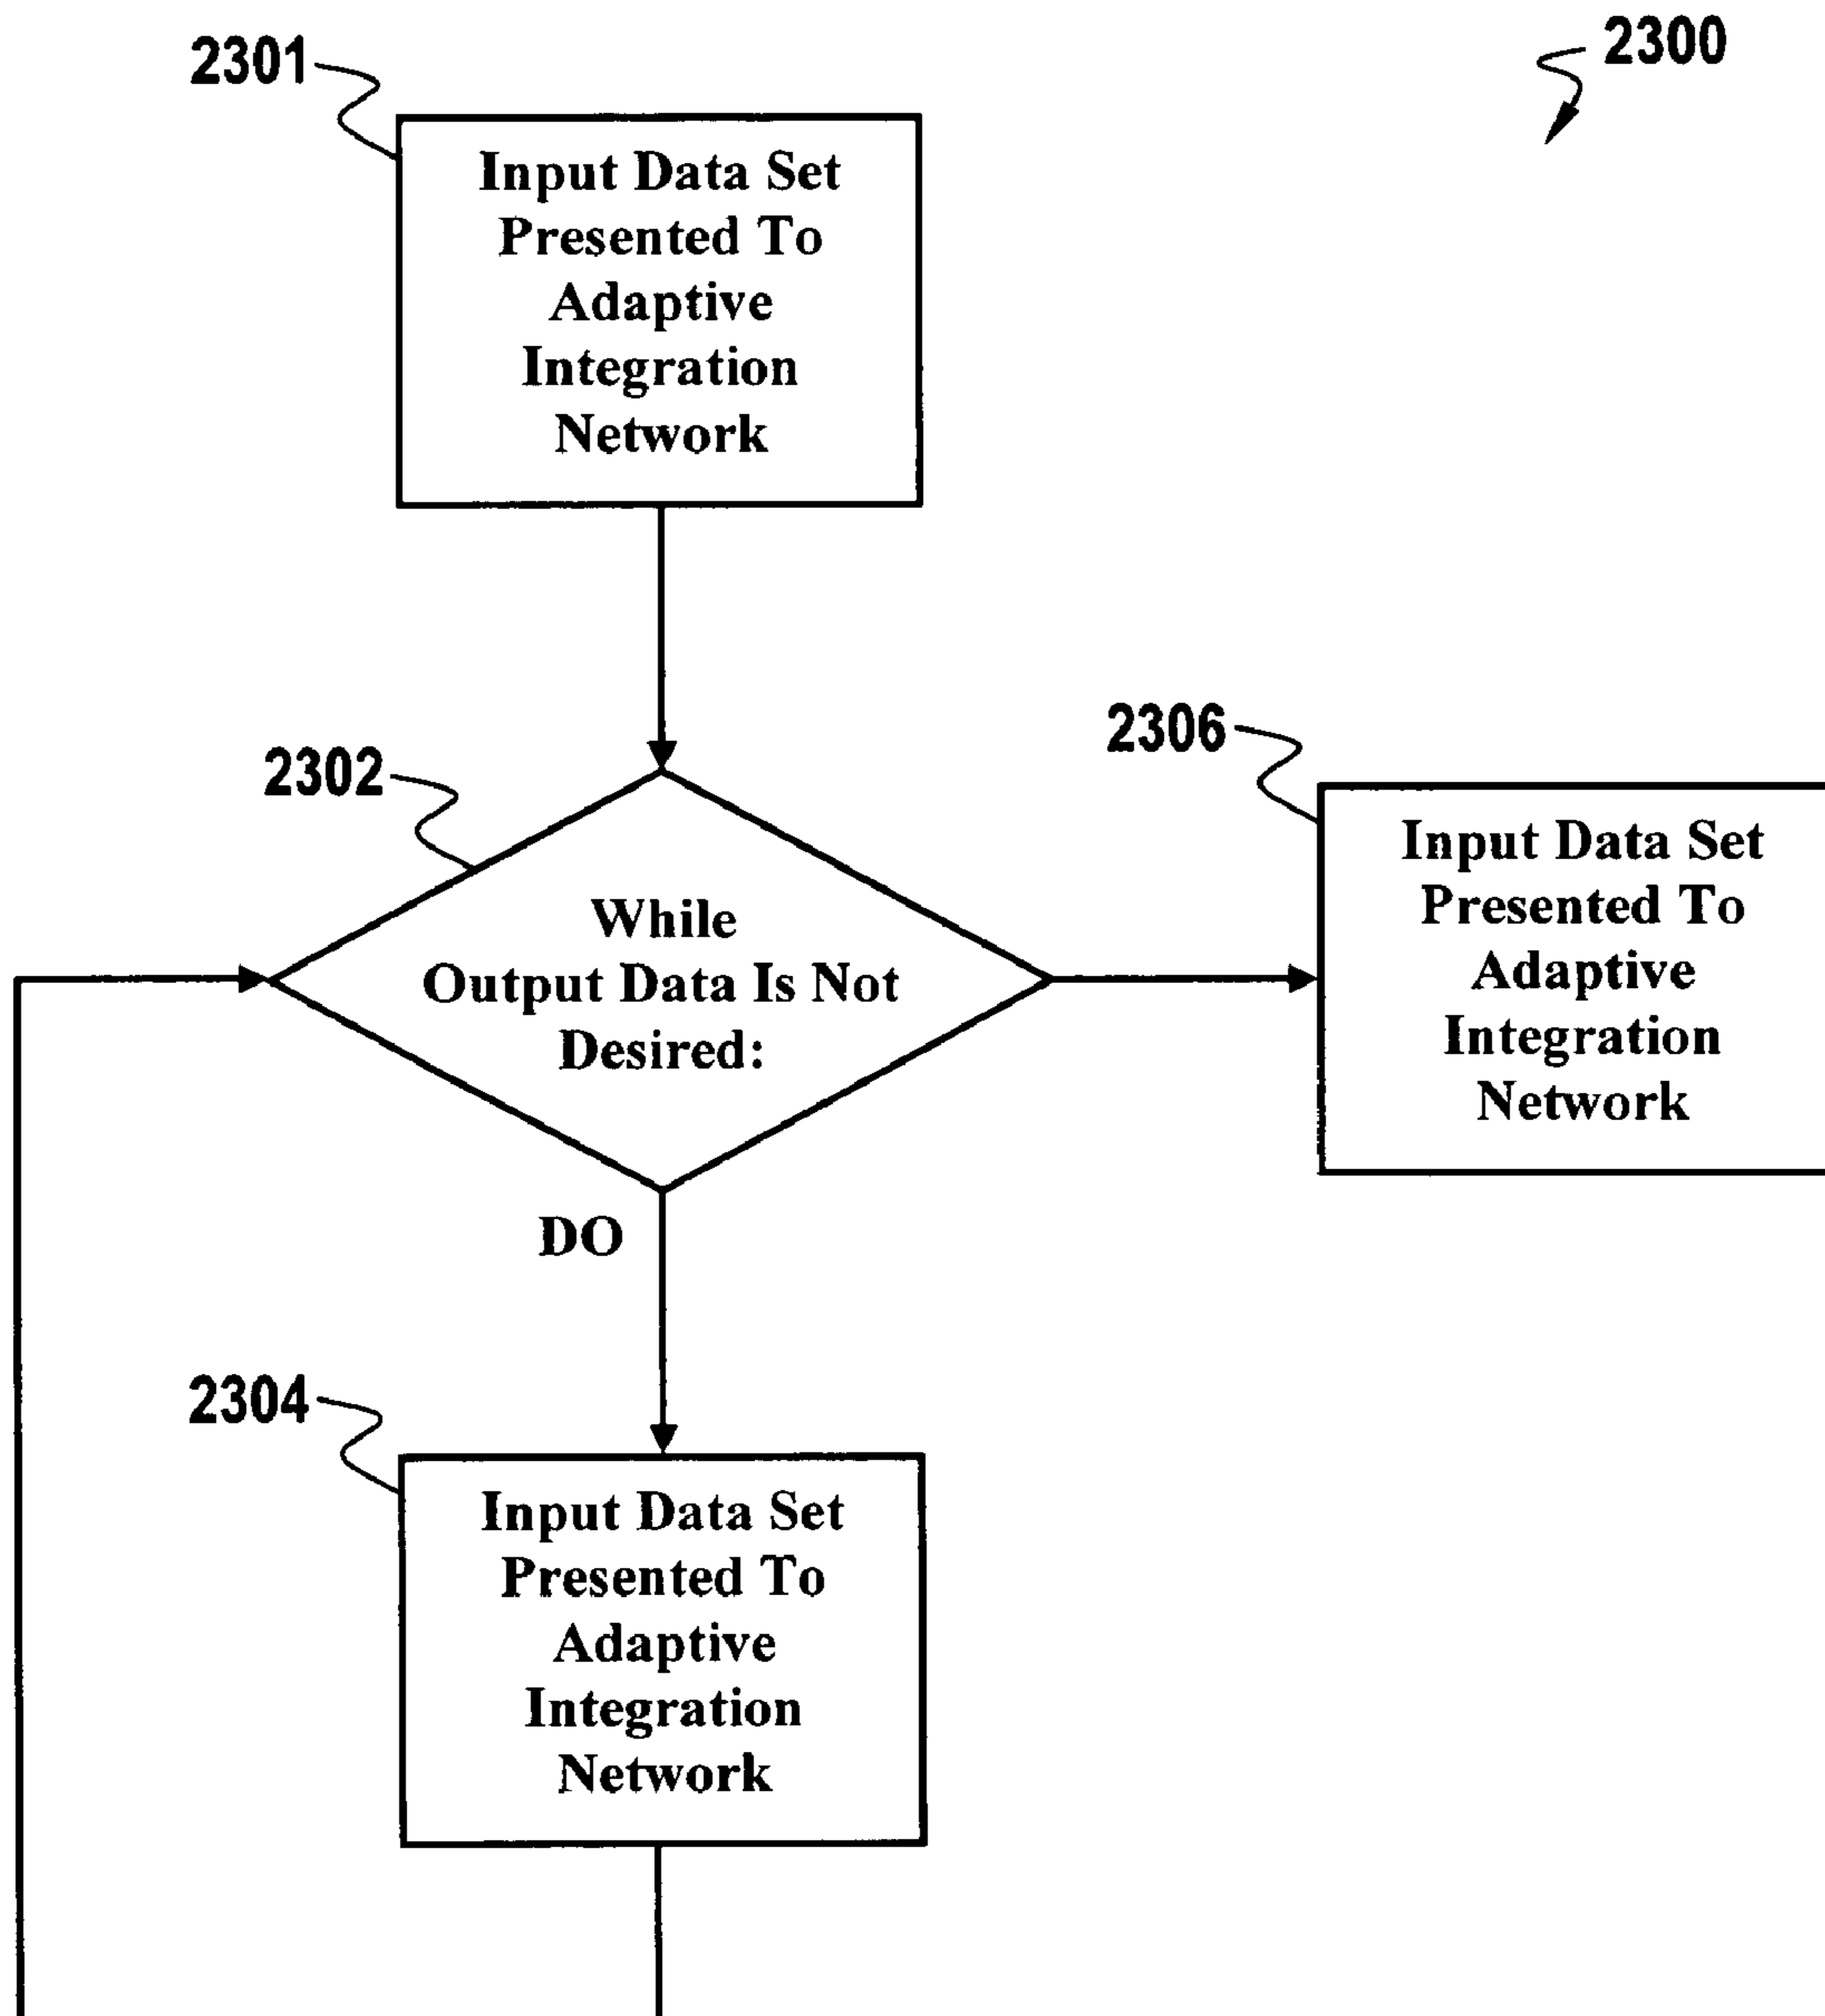 2301
2300
Input Data Set
Presented To
Adaptive
Integration
Network
2302
While
Output Data Is Not
Desired:
2306
Input Data Set
Presented To
Adaptive
Integration
Network
DO
2304
Input Data Set
Presented To
Adaptive
Integration
Network